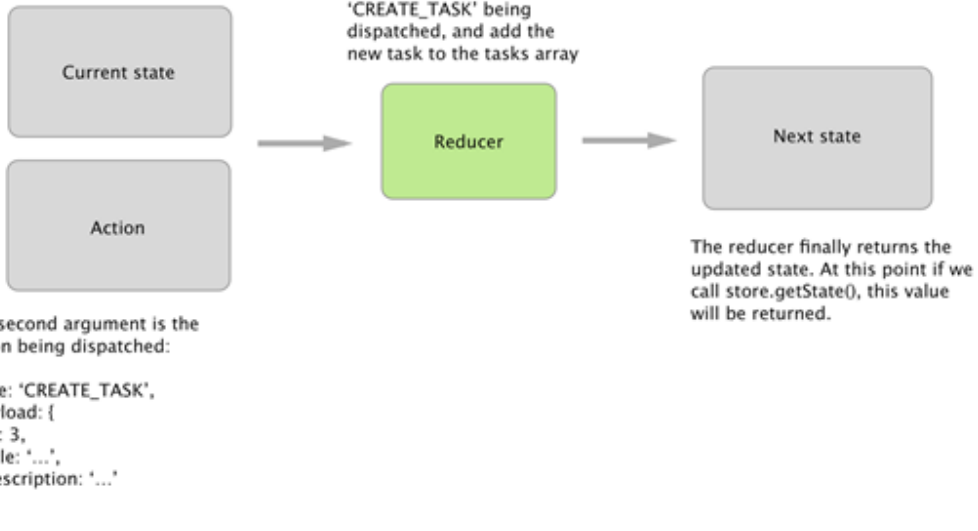 'CREATE_TASK' being
dispatched, and add the
new task to the tasks array
Current state
Reducer
Next state
Action
The reducer finally returns the
updated state. At this point if we
call store.getState(), this value
will be returned.
second argument is the
n being dispatched:
e: 'CREATE_TASK',
load: {
: 3,
le: '...',
escription: '...'